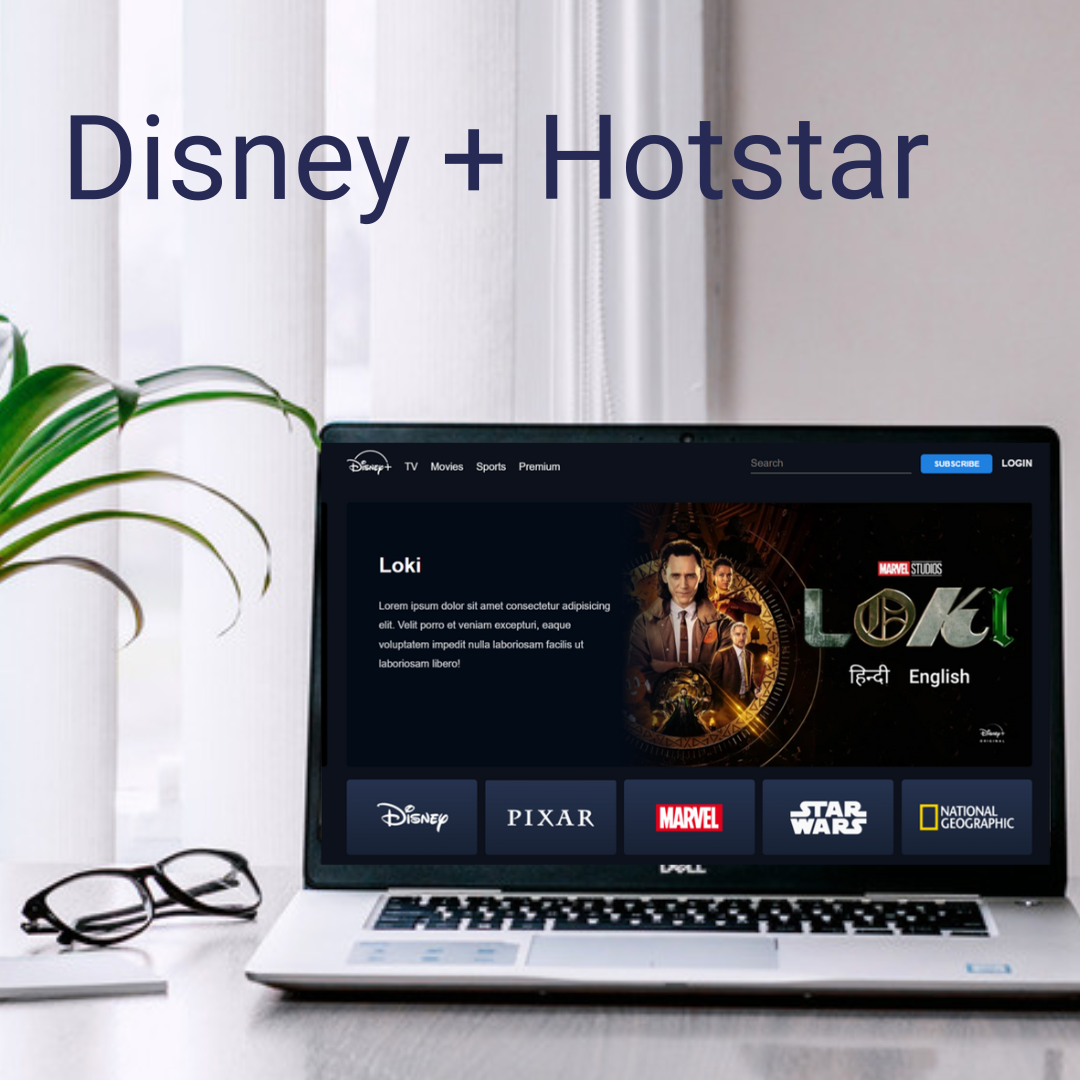 Disney + Hotstar
Disney+ TV Movies Sports Premium Search SUBSCRIBE LOGIN
Loki
Lorem ipsum dolor sit amet consectetur adipisicing
elit. Velit porro et veniam excepturi, eaque
voluptatem impedit nulla laboriosam facilis ut
laboriosam libero!
MARVEL STUDIOS
LOKI
हिन्दी English
Disney+
ORIGINAL
Disney PIXAR MARVEL STAR WARS NATIONAL GEOGRAPHIC
DELL